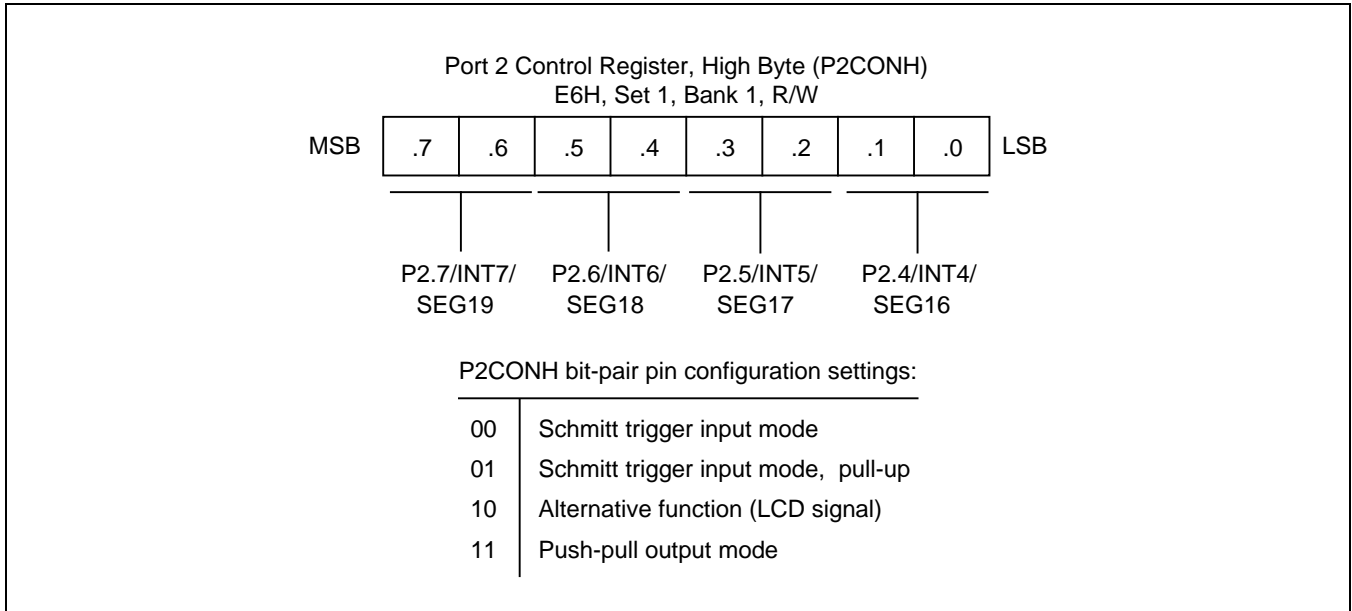 Port 2 Control Register, High Byte (P2CONH)
E6H, Set 1, Bank 1, R/W
MSB .7 .6 .5 .4 .3 .2 .1 .0 LSB
P2.7/INT7/ P2.6/INT6/ P2.5/INT5/ P2.4/INT4/
SEG19 SEG18 SEG17 SEG16
P2CONH bit-pair pin configuration settings:
00 Schmitt trigger input mode
01 Schmitt trigger input mode, pull-up
10 Alternative function (LCD signal)
11 Push-pull output mode